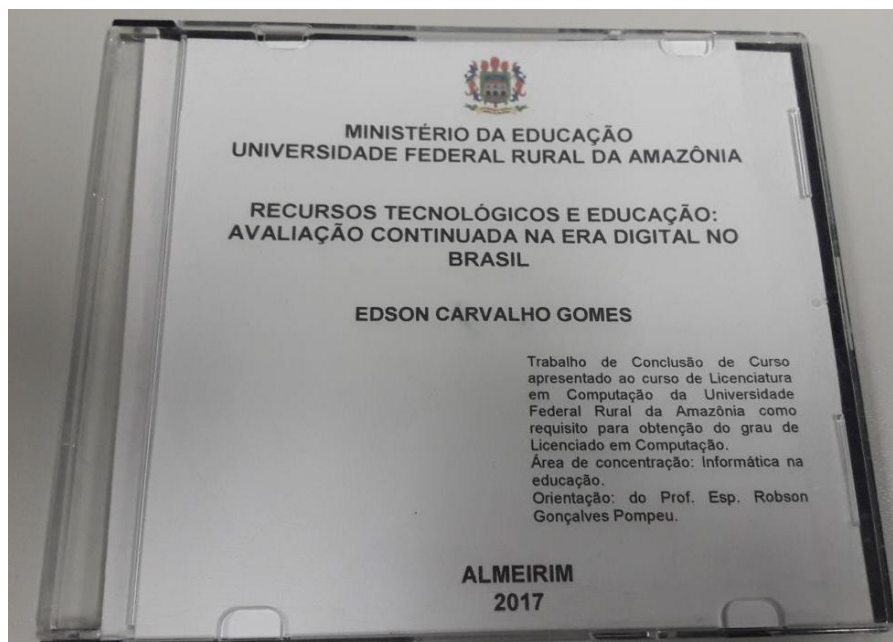 MINISTÉRIO DA EDUCAÇÃO
UNIVERSIDADE FEDERAL RURAL DA AMAZÔNIA
RECURSOS TECNOLÓGICOS E EDUCAÇÃO:
AVALIAÇÃO CONTINUADA NA ERA DIGITAL NO
BRASIL
EDSON CARVALHO GOMES
Trabalho de Conclusão de Curso
apresentado ao curso de Licenciatura
em Computação da Universidade
Federal Rural da Amazônia como
requisito para obtenção do grau de
Licenciado em Computação.
Área de concentração: Informática na
educação.
Orientação: do Prof. Esp. Robson
Gonçalves Pompeu.
ALMEIRIM
2017